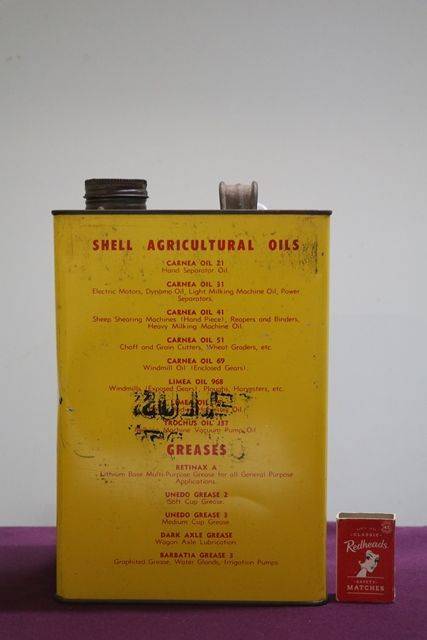 SHELL AGRICULTURAL OILS
CARNEA OIL 21
Hand Separator Oil.
CARNEA OIL 31
Electric Motors, Dynamo Oil, Light Milking Machine Oil, Power
Separators.
CARNEA OIL 41
Sheep Shearing Machines (Hand Piece), Reapers and Binders,
Heavy Milking Machine Oil.
CARNEA OIL 51
Chaff and Grain Cutters, Wheat Graders, etc.
CARNEA OIL 69
Windmill Oil (Enclosed Gears).
LIMEA OIL 968
Windmills (Exposed Gears), Ploughs, Harvesters, etc.
LIMEA OIL
Oil.
TROCHUS OIL J37
Machine Vacuum Pump Oil
GREASES
RETINAX A
Lithium Base Multi-Purpose Grease for all General Purpose
Applications.
UNEDO GREASE 2
Soft Cup Grease.
UNEDO GREASE 3
Medium Cup Grease.
DARK AXLE GREASE
Wagon Axle Lubrication.
BARBATIA GREASE 3
Graphited Grease, Water Glands, Irrigation Pumps.
CLASSIC
Redheads
SAFETY
MATCHES